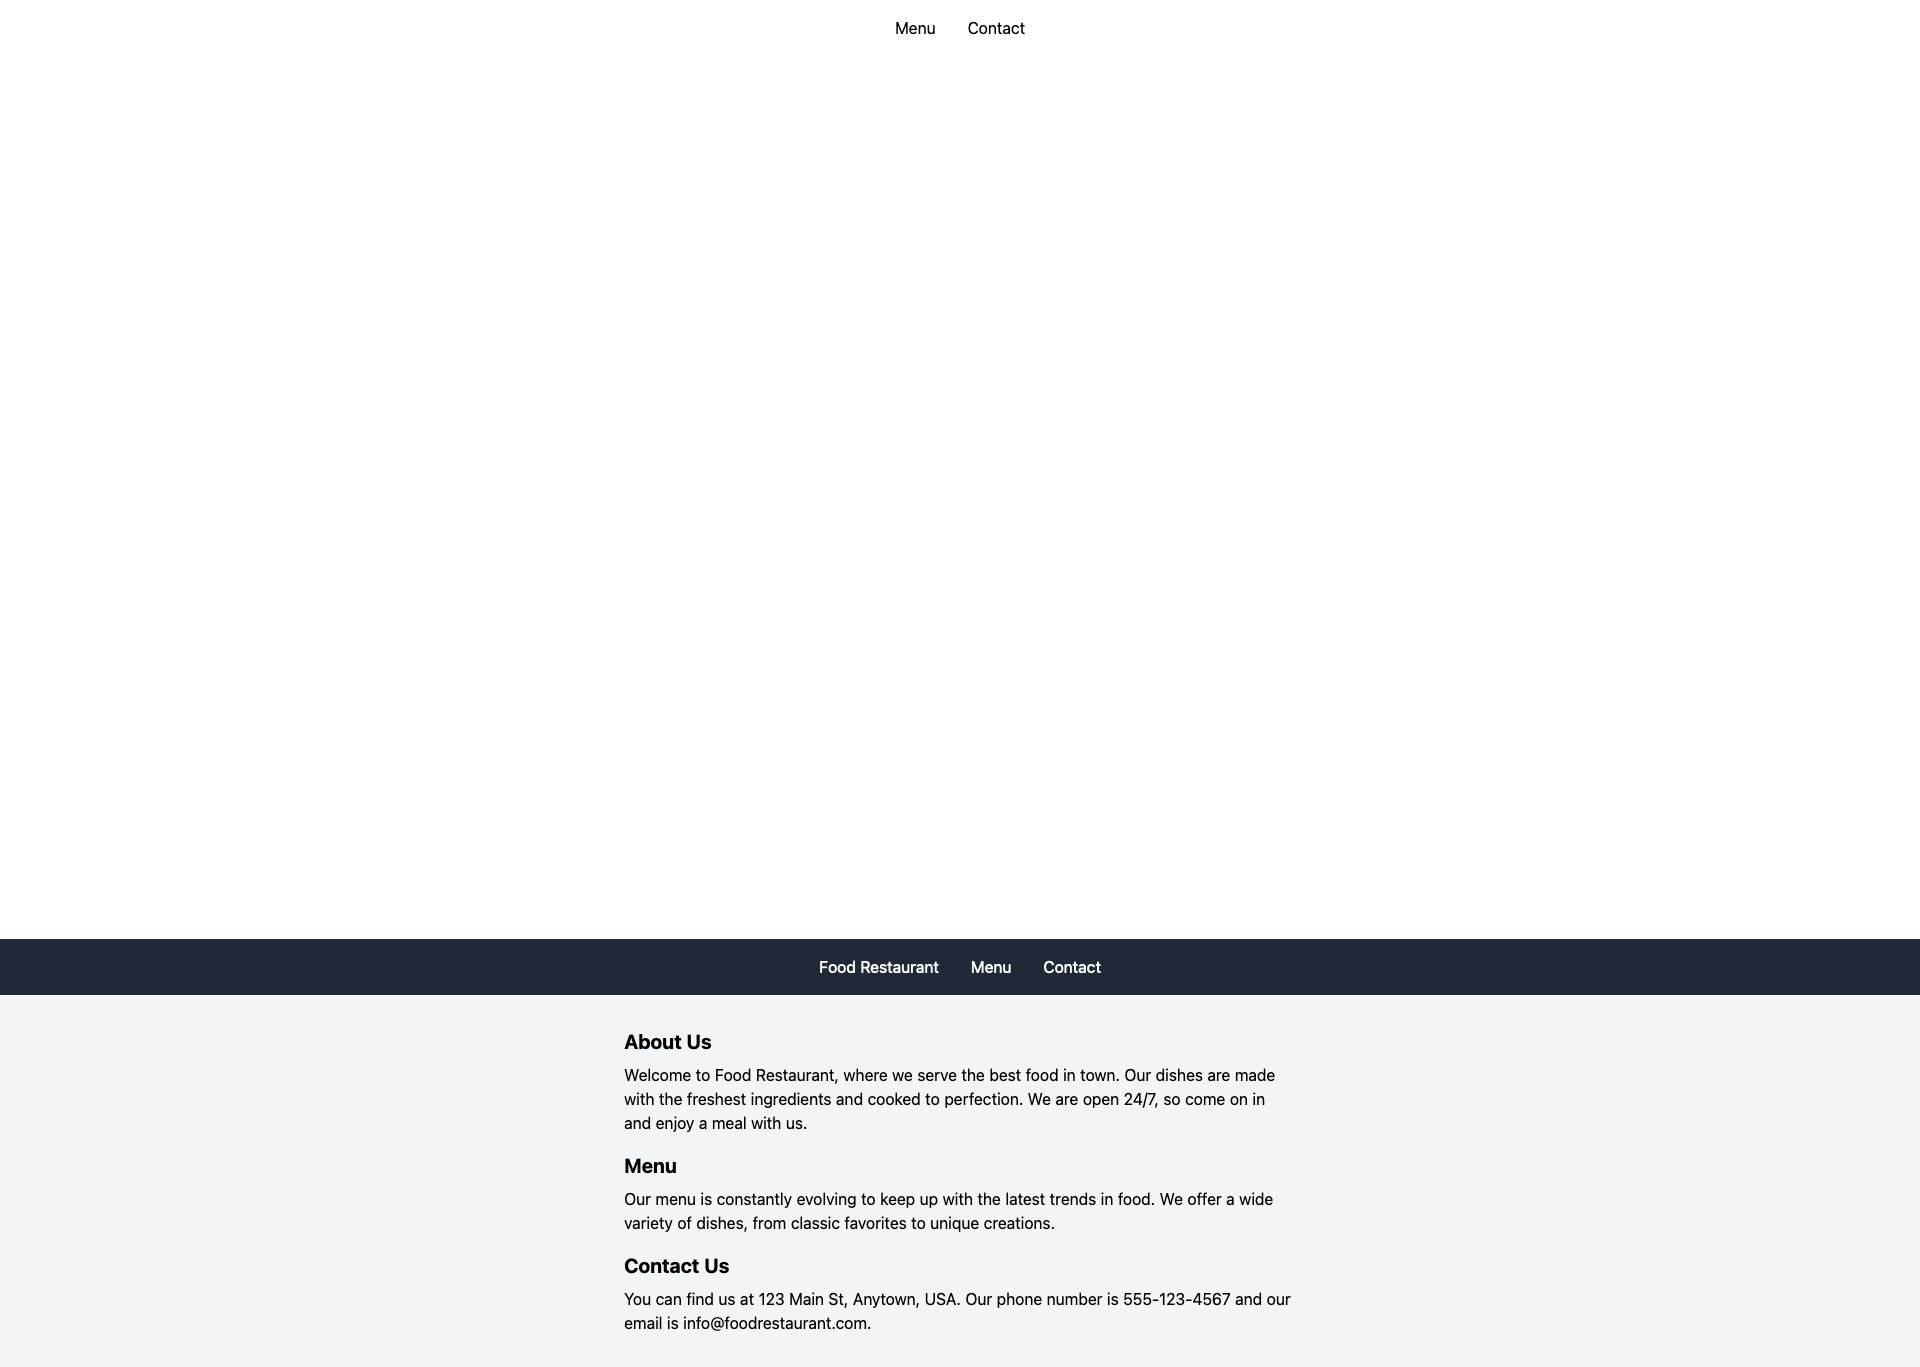 Menu Contact
Food Restaurant Menu Contact
About Us
Welcome to Food Restaurant, where we serve the best food in town. Our dishes are made
with the freshest ingredients and cooked to perfection. We are open 24/7, so come on in
and enjoy a meal with us.
Menu
Our menu is constantly evolving to keep up with the latest trends in food. We offer a wide
variety of dishes, from classic favorites to unique creations.
Contact Us
You can find us at 123 Main St, Anytown, USA. Our phone number is 555-123-4567 and our
email is info@foodrestaurant.com.